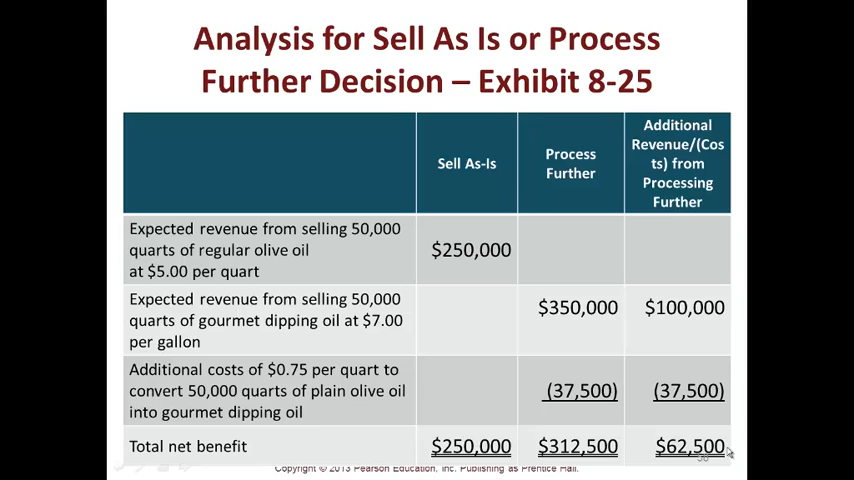 Analysis for Sell As Is or Process
Further Decision – Exhibit 8-25
Sell As-Is
Process
Further
Additional
Revenue/(Cos
ts) from
Processing
Further
Expected revenue from selling 50,000
quarts of regular olive oil
at $5.00 per quart
$250,000
Expected revenue from selling 50,000
quarts of gourmet dipping oil at $7.00
per gallon
$350,000
$100,000
Additional costs of $0.75 per quart to
convert 50,000 quarts of plain olive oil
into gourmet dipping oil
(37,500)
(37,500)
Total net benefit
$250,000
$312,500
$62,500
Copyright © 2013 Pearson Education, Inc. Publishing as Prentice Hall.